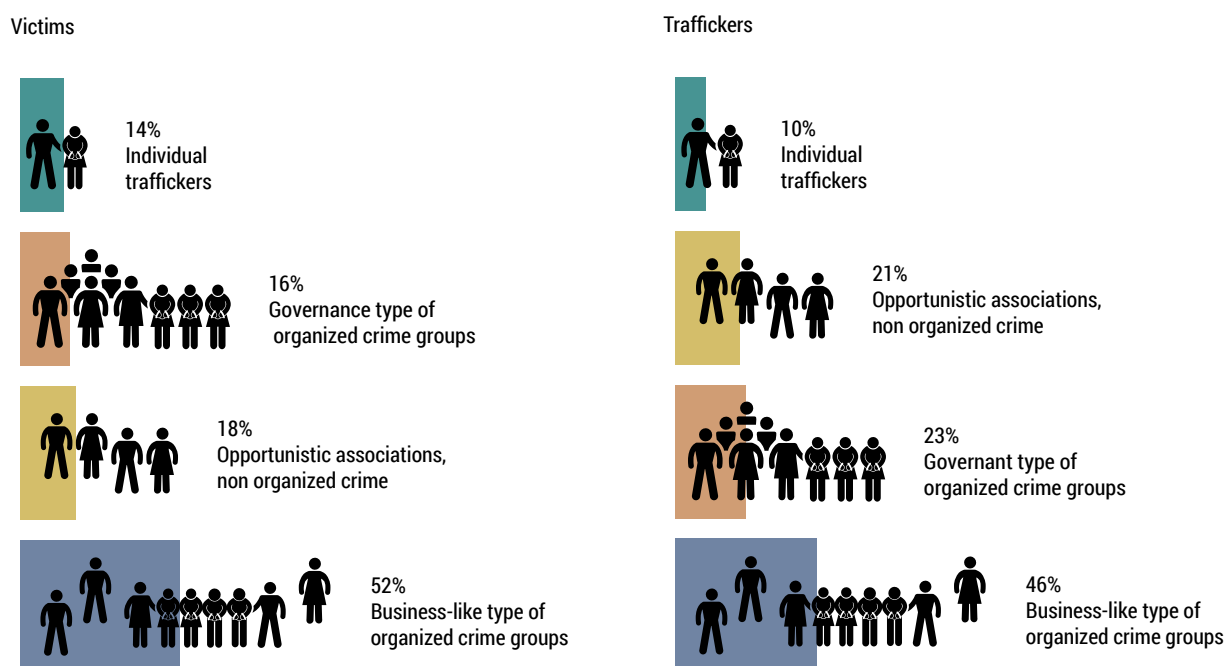 Victims
14%
Individual
traffickers
16%
Governance type of
organized crime groups
18%
Opportunistic associations,
non organized crime
52%
Business-like type of
organized crime groups
Traffickers
10%
Individual
traffickers
21%
Opportunistic associations,
non organized crime
23%
Governant type of
organized crime groups
46%
Business-like type of
organized crime groups